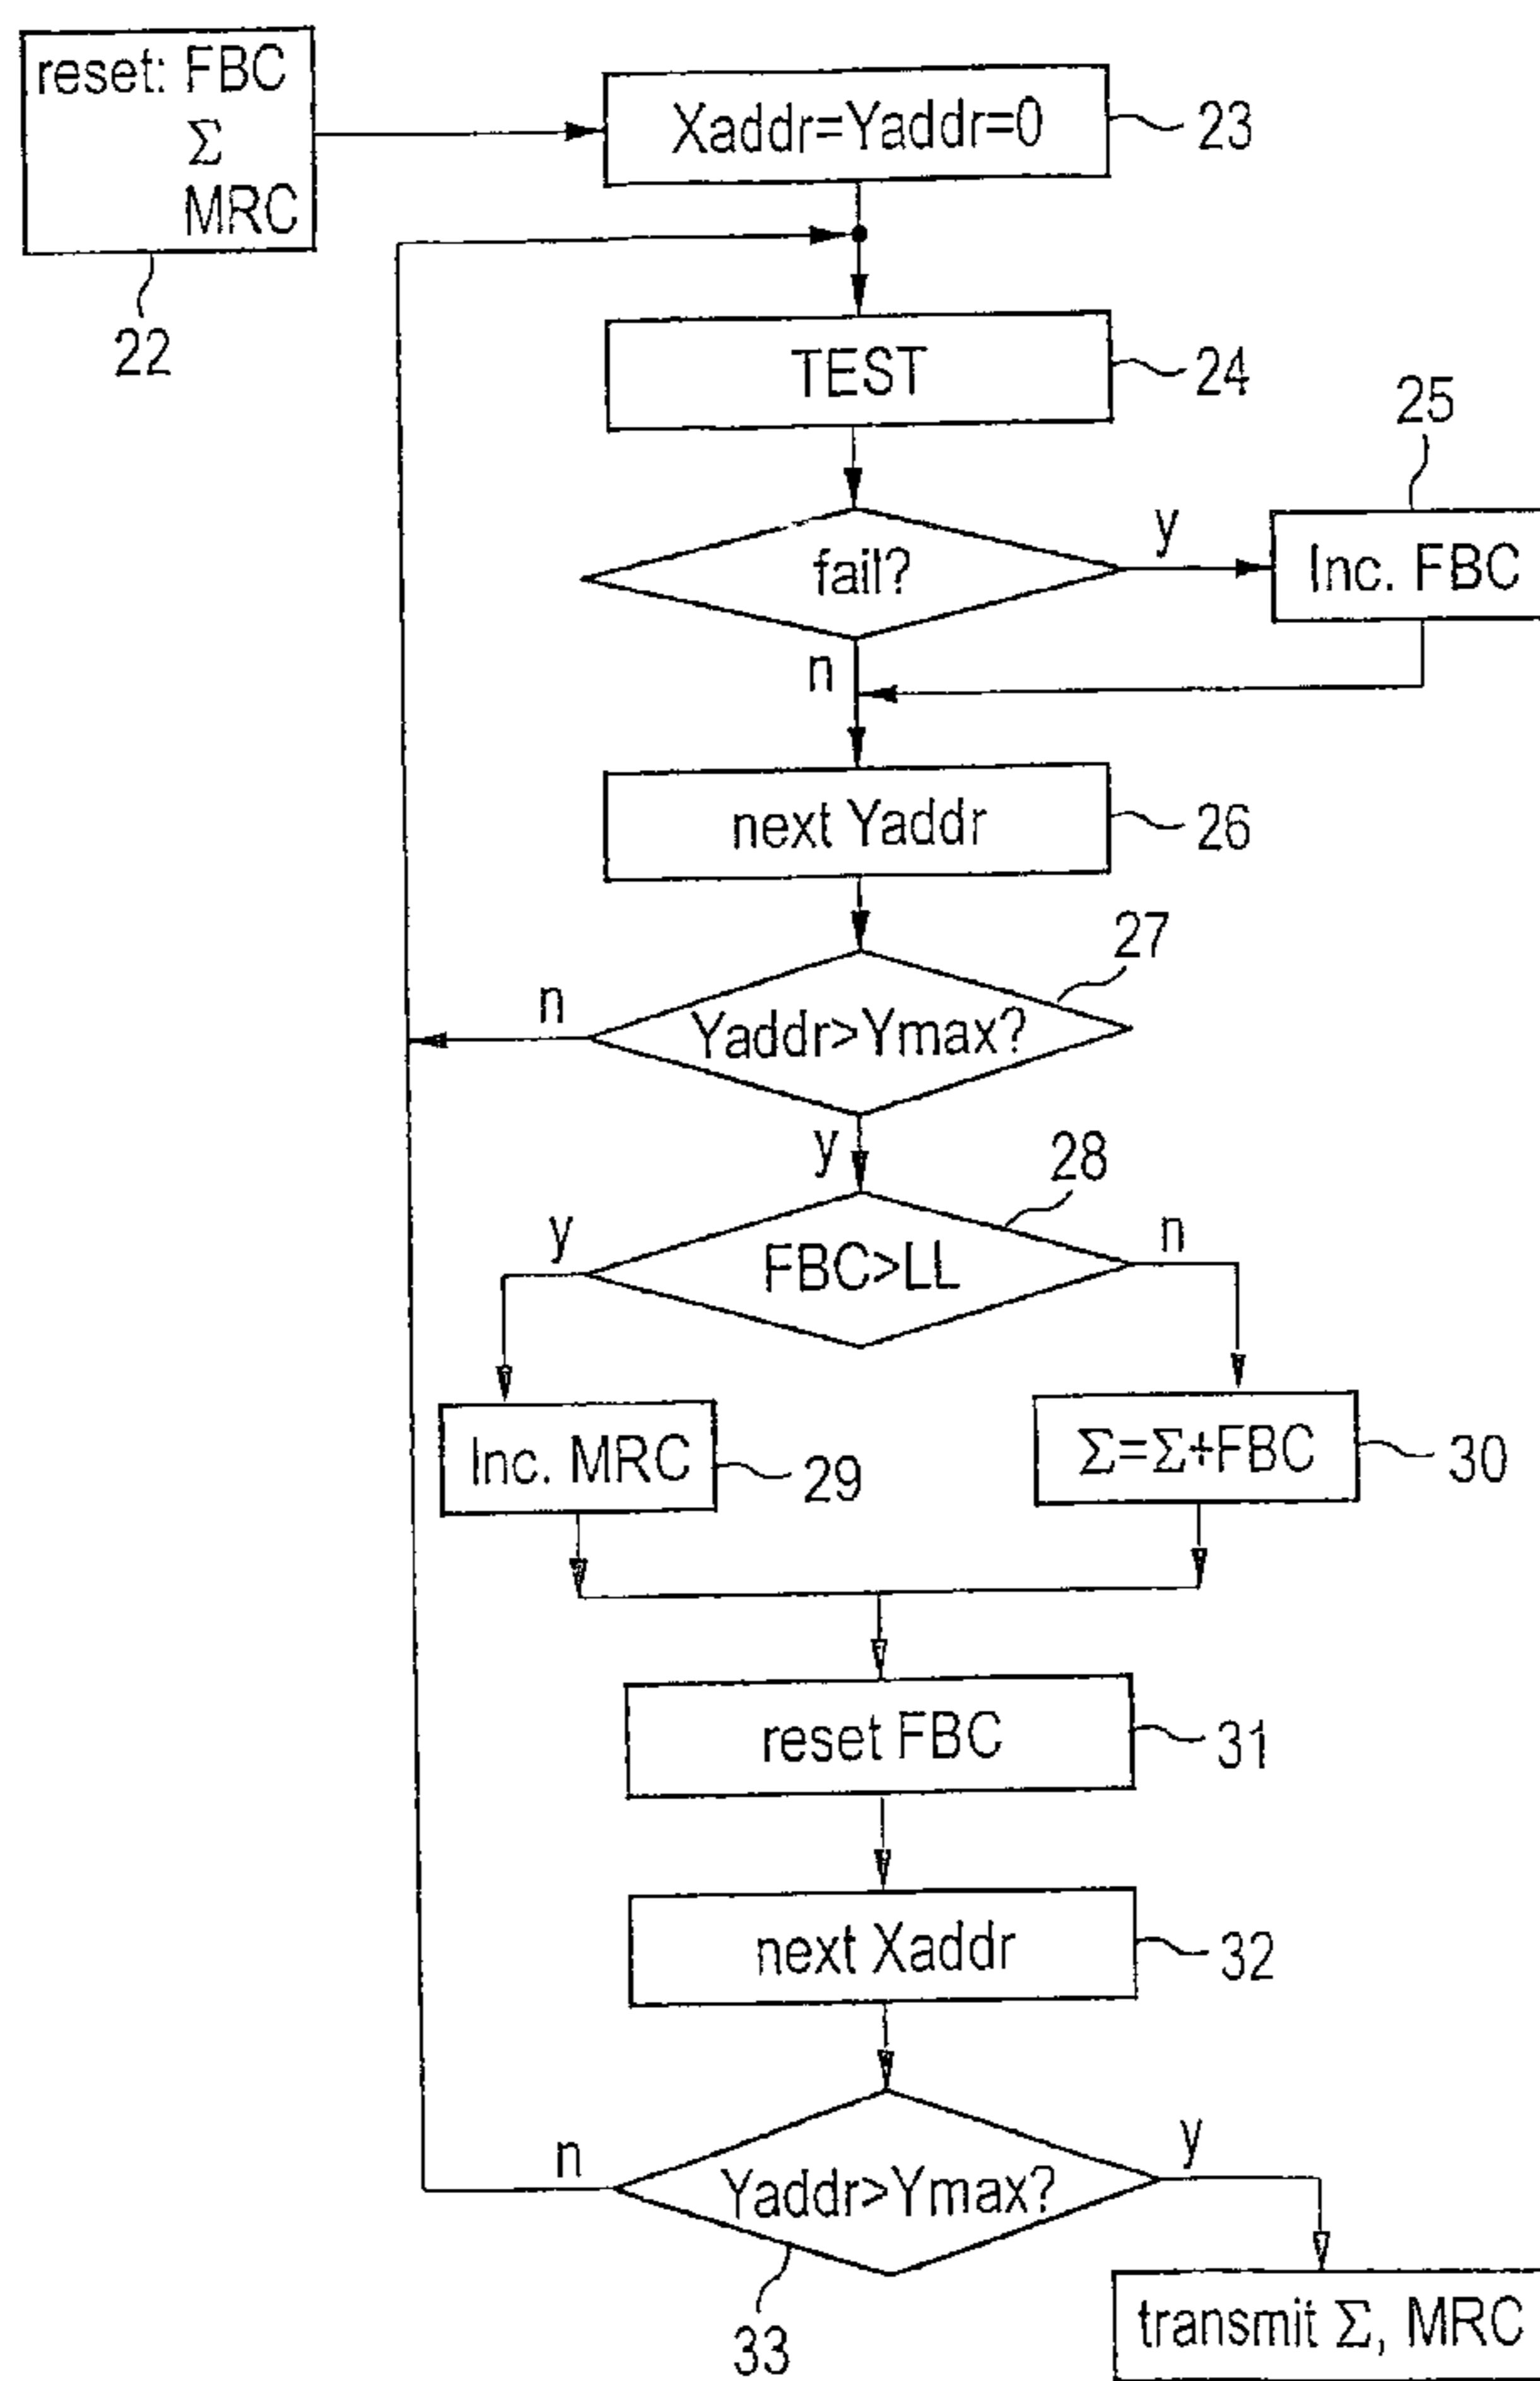 reset: FBC
Σ
MRC
22
Xaddr=Yaddr=0
23
TEST
24
fail?
y
25
Inc. FBC
n
next Yaddr
26
27
Yaddr>Ymax?
n
y
28
FBC>LL
y
n
Inc. MRC
29
Σ=Σ+FBC
30
reset FBC
31
next Xaddr
32
Yaddr>Ymax?
n
y
33
transmit Σ, MRC